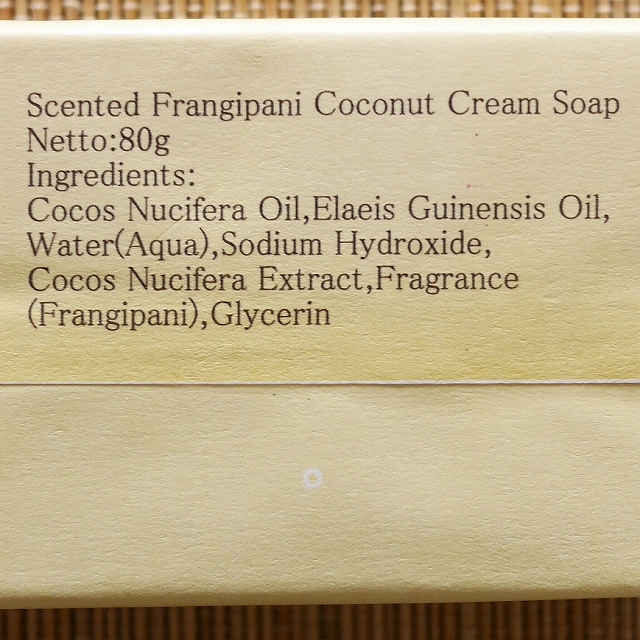 Scented Frangipani Coconut Cream Soap
Netto:80g
Ingredients:
Cocos Nucifera Oil,Elaeis Guinensis Oil,
Water(Aqua),Sodium Hydroxide,
Cocos Nucifera Extract,Fragrance
(Frangipani),Glycerin